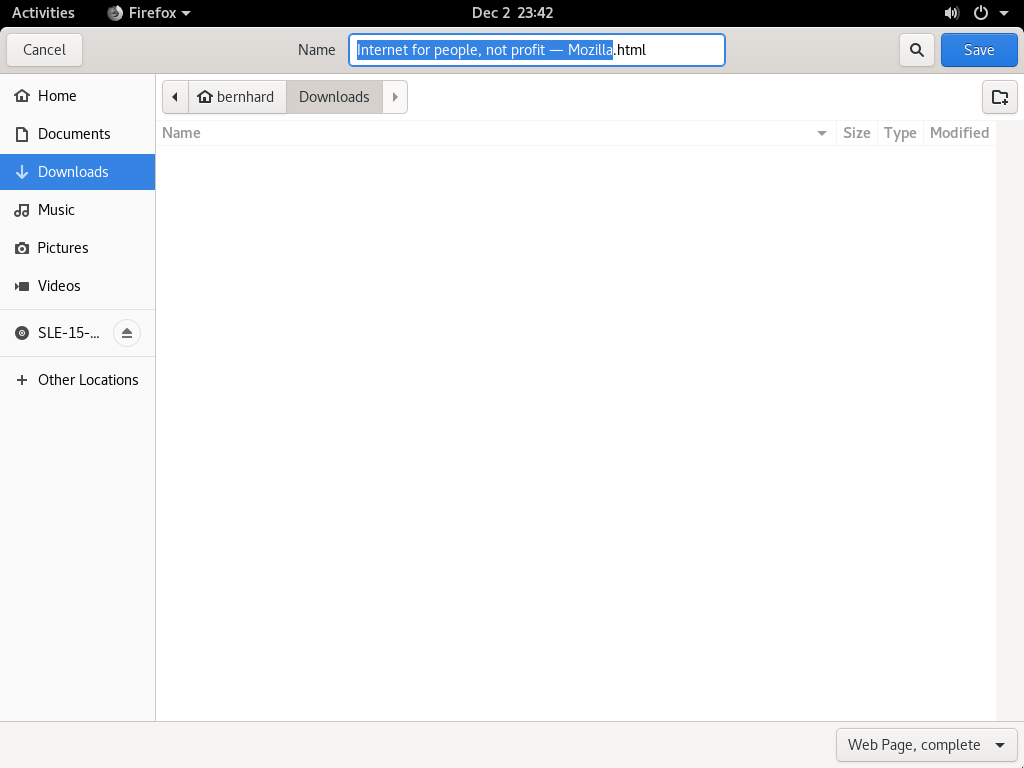 Activities Firefox Dec 2 23:42
Cancel Name Internet for people, not profit — Mozilla.html Save
Home bernhard Downloads
Name Size Type Modified
Documents
Downloads
Music
Pictures
Videos
SLE-15-...
Other Locations
Web Page, complete